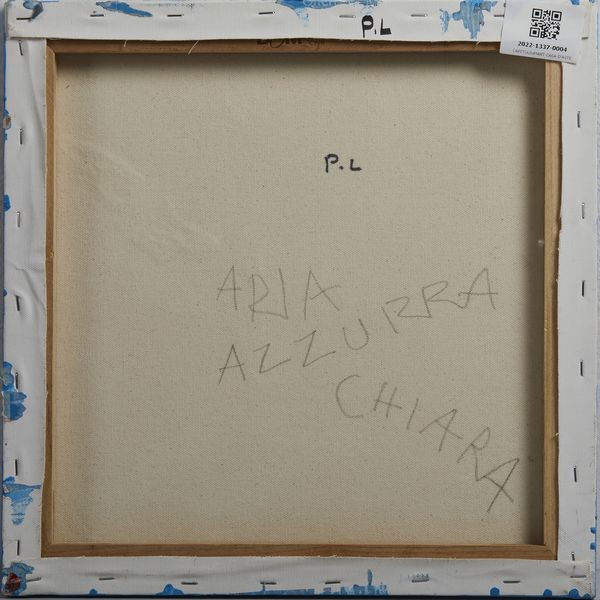 P.L
2022-1337-0004
P.L
ARIA
AZZURRA
CHIARA